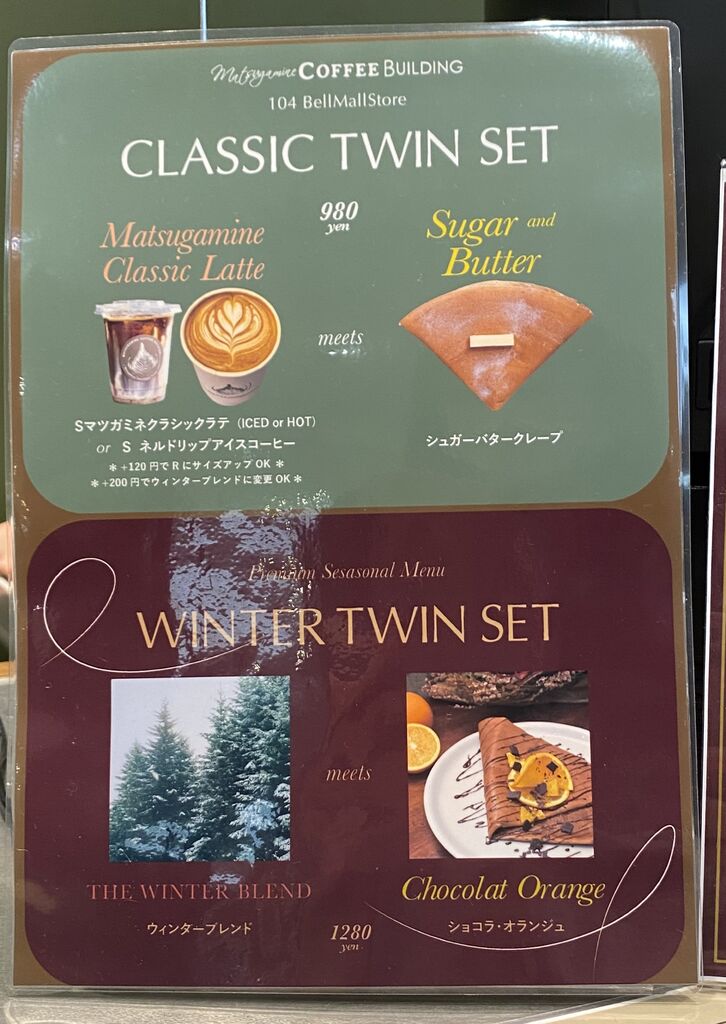 Matsugamine COFFEE BUILDING
104 BellMallStore
CLASSIC TWIN SET
980
yen
Matsugamine
Classic Latte
meets
Sugar and
Butter
Sマツガミネクラシックラテ (ICED or HOT)
or S ネルドリップアイスコーヒー
＊+120円でRにサイズアップOK＊
＊+200円でウィンターブレンドに変更OK＊
シュガーバタークレープ
Premium Sesasonal Menu
WINTER TWIN SET
meets
THE WINTER BLEND
ウィンターブレンド
Chocolat Orange
ショコラ・オランジュ
1280
yen